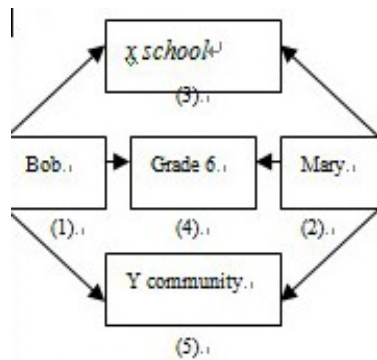 x school↵
(3).
Bob. Grade 6. Mary.
(1). (4). (2).
Y community.
(5).